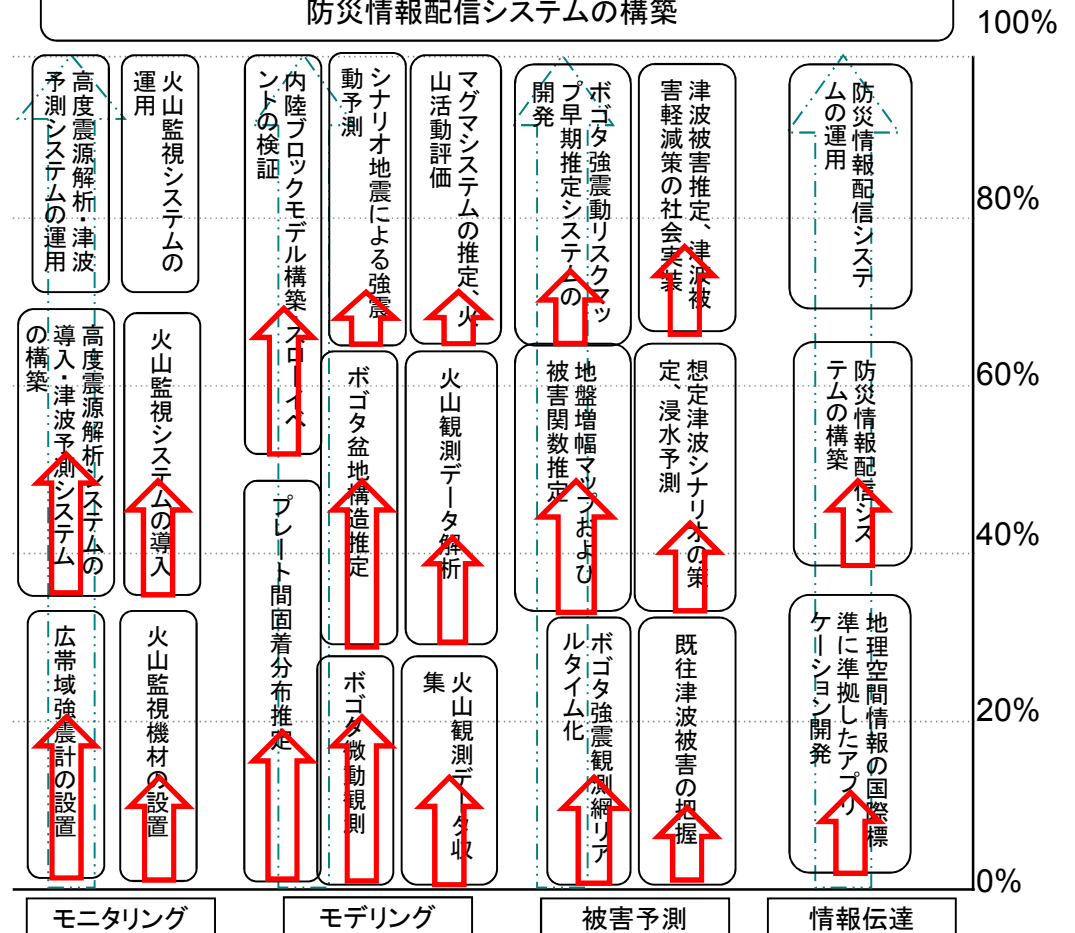 防災情報配信システムの構築
100%
80%
60%
40%
20%
0%
高度震源解析・津波
予測システムの運用
火山監視システムの
運用
高度震源解析システムの
導入・津波予測システム
の構築
火山監視システムの導入
広帯域強震計の設置
火山監視機材の設置
内陸ブロックモデル構築、スローイベ
ントの検証
シナリオ地震による強震
動予測
マグマシステムの推定、火
山活動評価
プレート間固着分布推定
ボゴタ盆地構造推定
火山観測データ解析
ボゴタ微動観測
火山観測データ収
集
ボゴタ強震動リスクマッ
プ早期推定システムの
開発
津波被害推定、津波被
害軽減策の社会実装
地盤増幅マップおよび
被害関数推定
想定津波シナリオの策
定、浸水予測
ボゴタ強震観測網リア
ルタイム化
既往津波被害の把握
防災情報配信システ
ムの運用
防災情報配信シス
テムの構築
地理空間情報の国際標
準に準拠したアプリ
ケーション開発
モニタリング
モデリング
被害予測
情報伝達